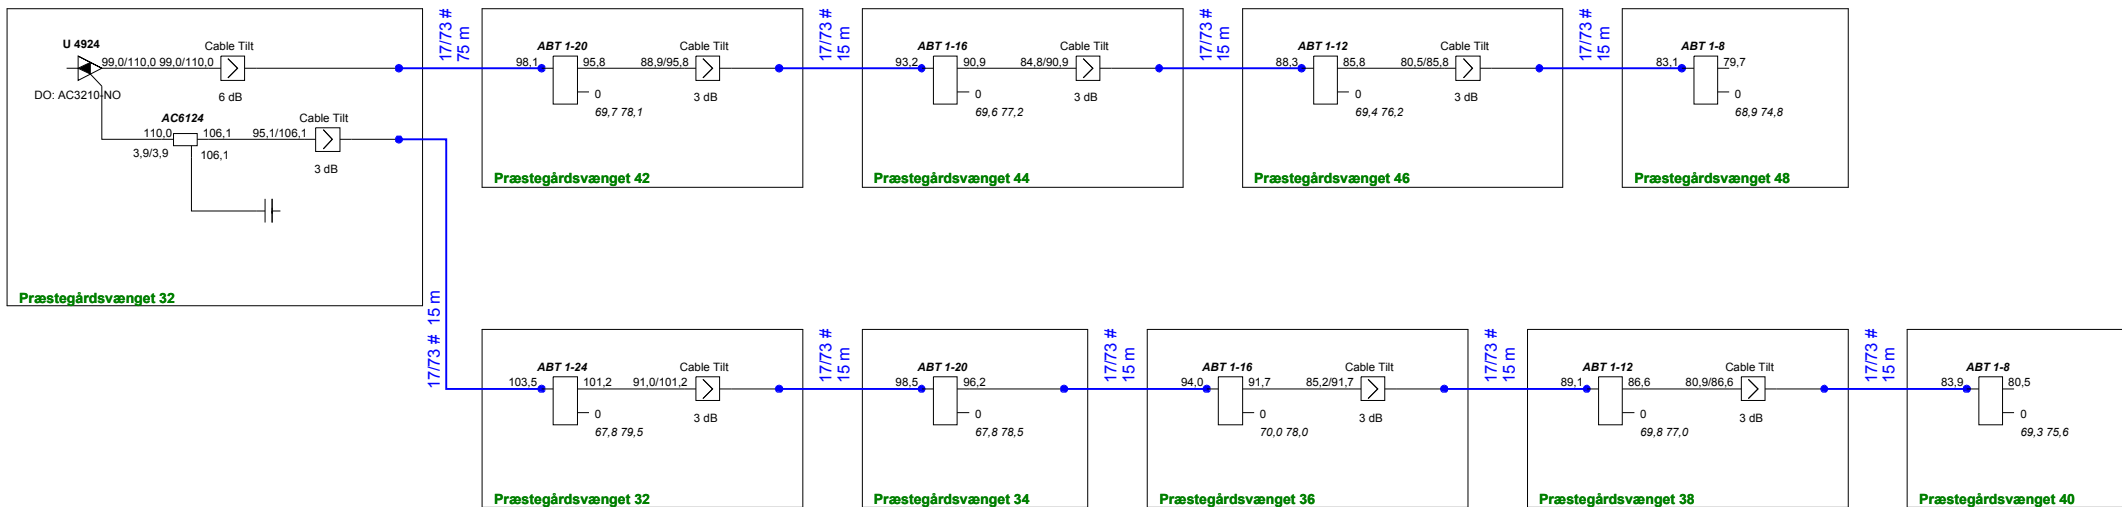 U 4924
99,0/110,0 99,0/110,0
Cable Tilt
6 dB
DO: AC3210-NO
AC6124
110,0
106,1
95,1/106,1
Cable Tilt
3,9/3,9
106,1
3 dB
Præstegårdsvænget 32
17/73 #
75 m
ABT 1-20
Cable Tilt
98,1
95,8
88,9/95,8
0
3 dB
69,7 78,1
Præstegårdsvænget 42
17/73 #
15 m
ABT 1-16
Cable Tilt
93,2
90,9
84,8/90,9
0
3 dB
69,6 77,2
Præstegårdsvænget 44
17/73 #
15 m
ABT 1-12
Cable Tilt
88,3
85,8
80,5/85,8
0
3 dB
69,4 76,2
Præstegårdsvænget 46
17/73 #
15 m
ABT 1-8
83,1
79,7
0
68,9 74,8
Præstegårdsvænget 48
17/73 # 15 m
ABT 1-24
Cable Tilt
103,5
101,2
91,0/101,2
0
3 dB
67,8 79,5
Præstegårdsvænget 32
17/73 #
15 m
ABT 1-20
98,5
96,2
0
67,8 78,5
Præstegårdsvænget 34
17/73 #
15 m
ABT 1-16
Cable Tilt
94,0
91,7
85,2/91,7
0
3 dB
70,0 78,0
Præstegårdsvænget 36
17/73 #
15 m
ABT 1-12
Cable Tilt
89,1
86,6
80,9/86,6
0
3 dB
69,8 77,0
Præstegårdsvænget 38
17/73 #
15 m
ABT 1-8
83,9
80,5
0
69,3 75,6
Præstegårdsvænget 40